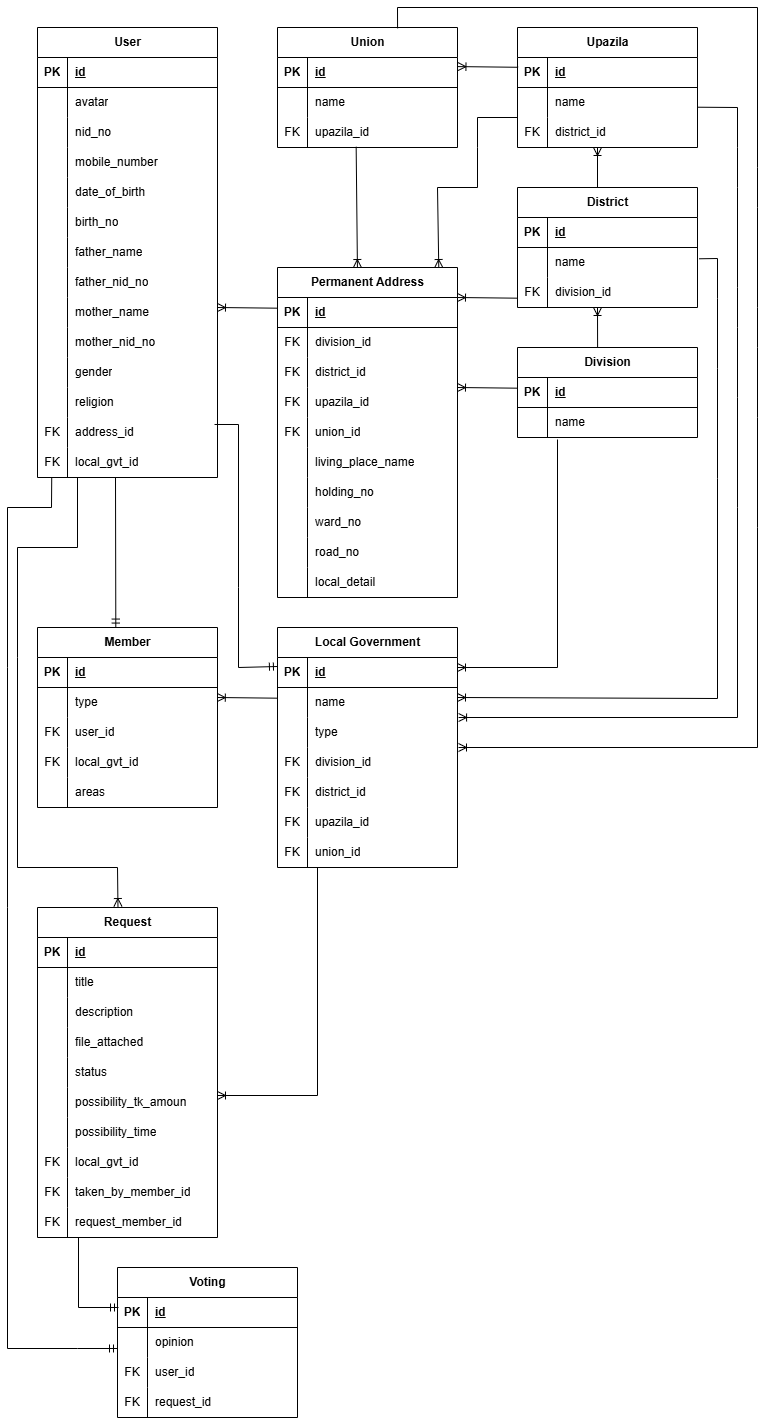 User
PK id
avatar
nid_no
mobile_number
date_of_birth
birth_no
father_name
father_nid_no
mother_name
mother_nid_no
gender
religion
FK address_id
FK local_gvt_id
Union
PK id
name
FK upazila_id
Upazila
PK id
name
FK district_id
District
PK id
name
FK division_id
Permanent Address
PK id
FK division_id
FK district_id
FK upazila_id
FK union_id
living_place_name
holding_no
ward_no
road_no
local_detail
Division
PK id
name
Member
PK id
type
FK user_id
FK local_gvt_id
areas
Local Government
PK id
name
type
FK division_id
FK district_id
FK upazila_id
FK union_id
Request
PK id
title
description
file_attached
status
possibility_tk_amoun
possibility_time
FK local_gvt_id
FK taken_by_member_id
FK request_member_id
Voting
PK id
opinion
FK user_id
FK request_id